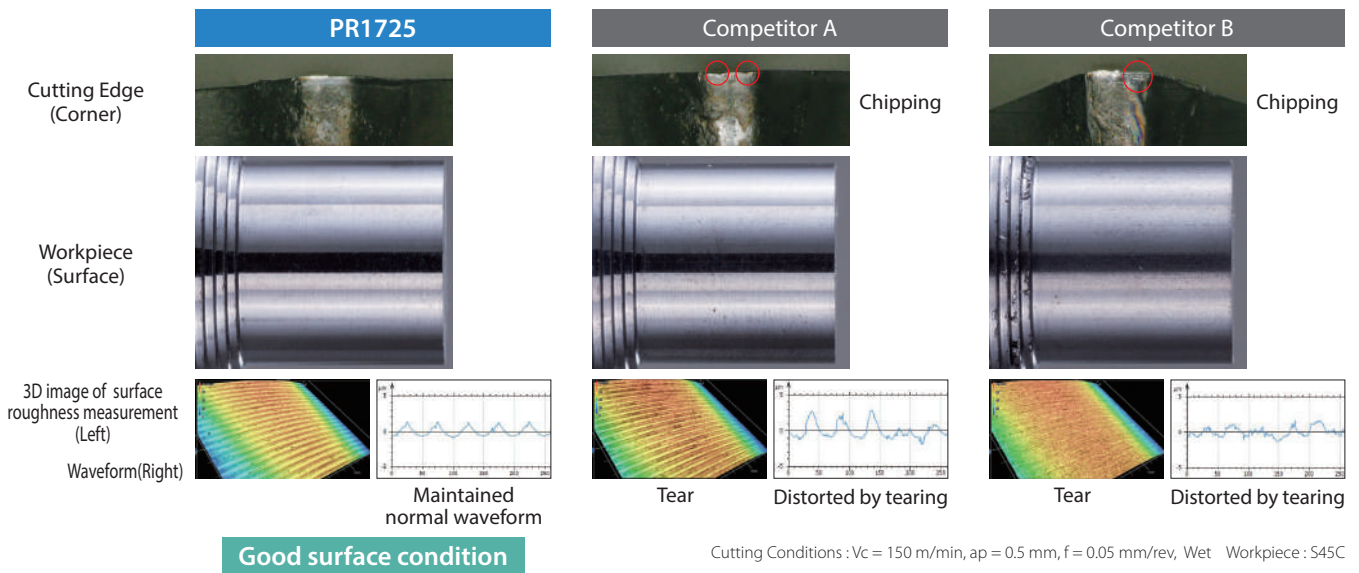 PR1725
Competitor A
Competitor B
Cutting Edge
(Corner)
Chipping
Chipping
Workpiece
(Surface)
3D image of surface
roughness measurement
(Left)
Waveform(Right)
Maintained
normal waveform
Tear
Distorted by tearing
Tear
Distorted by tearing
Good surface condition
Cutting Conditions : Vc = 150 m/min, ap = 0.5 mm, f = 0.05 mm/rev, Wet Workpiece : S45C